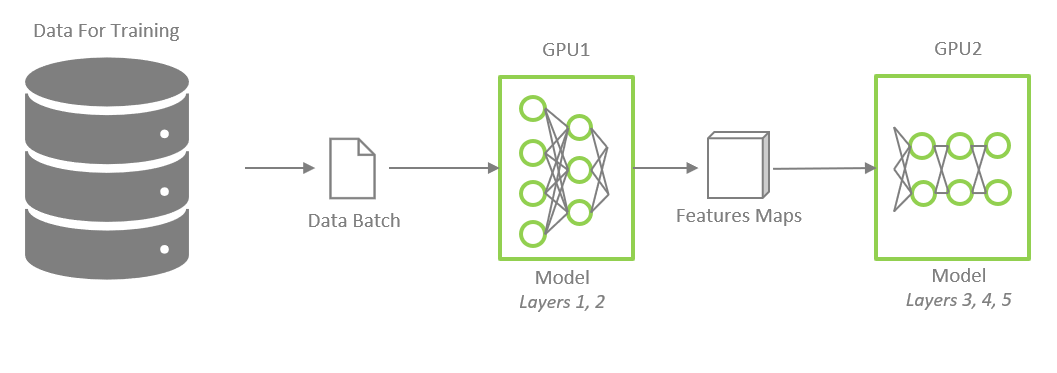 Data For Training
GPU1
GPU2
Data Batch
Features Maps
Model
Layers 1, 2
Model
Layers 3, 4, 5